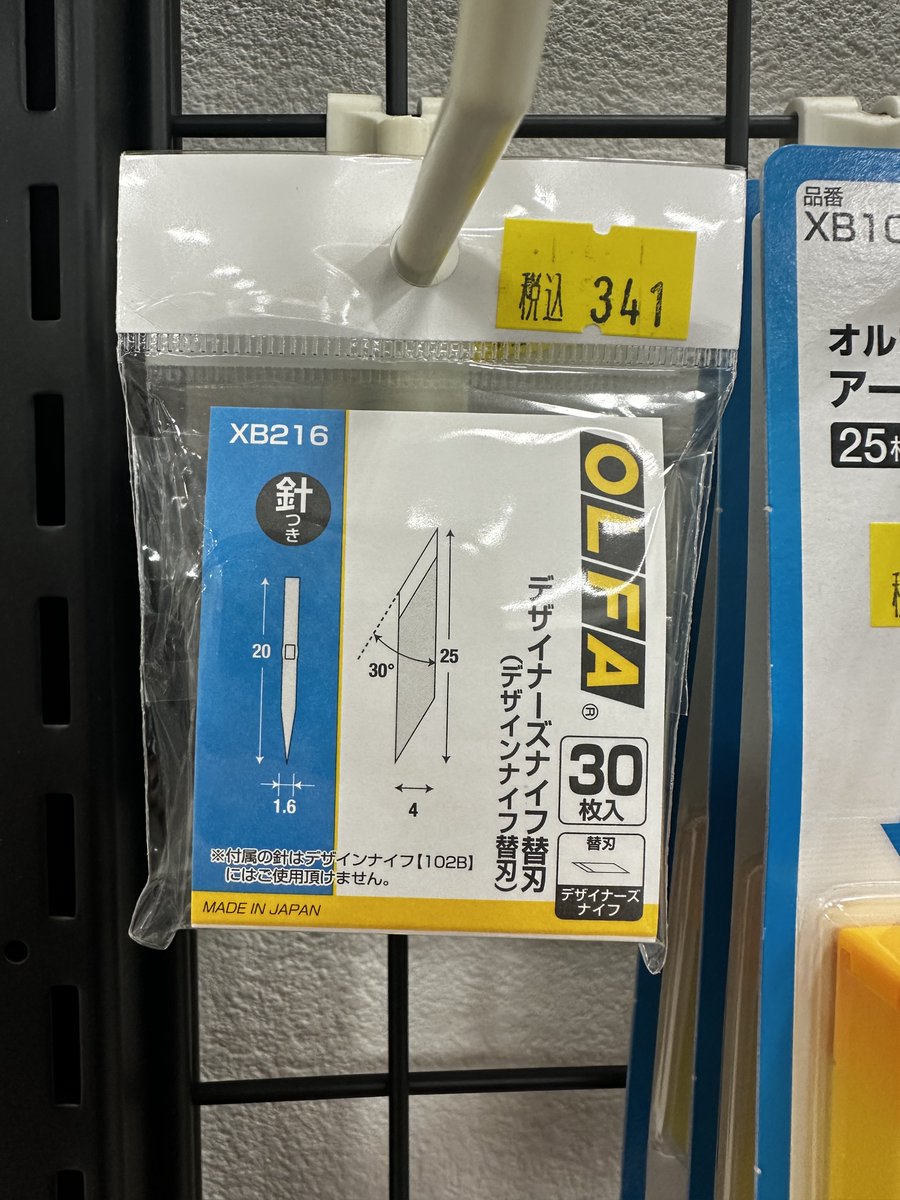 税込 341
XB216
針
つき
20
1.6
30°
25
4
OLFA®
デザイナーズナイフ替刃
(デザインナイフ替刃)
30
枚入
替刃
デザイナーズ
ナイフ
※付属の針はデザインナイフ【102B】
にはご使用頂けません。
MADE IN JAPAN
品番
XB10
オル
アー
25枚